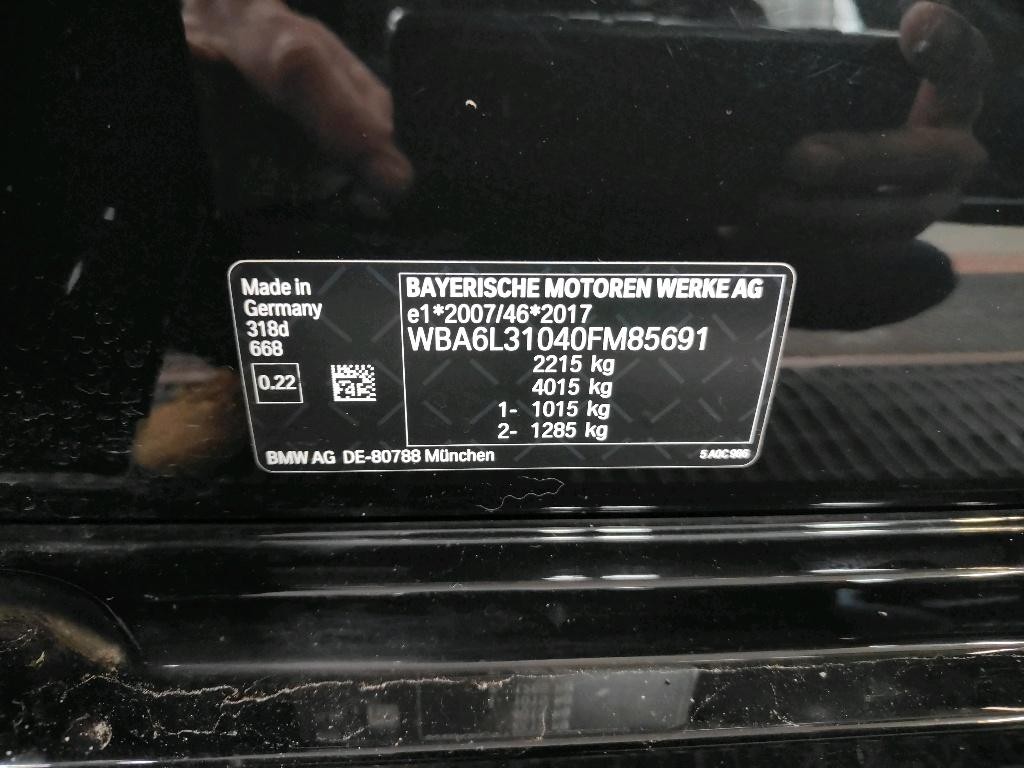 Made in
Germany
318d
668
0.22
BAYERISCHE MOTOREN WERKE AG
e1*2007/46*2017
WBA6L31040FM85691
2215 kg
4015 kg
1- 1015 kg
2- 1285 kg
BMW AG DE-80788 München